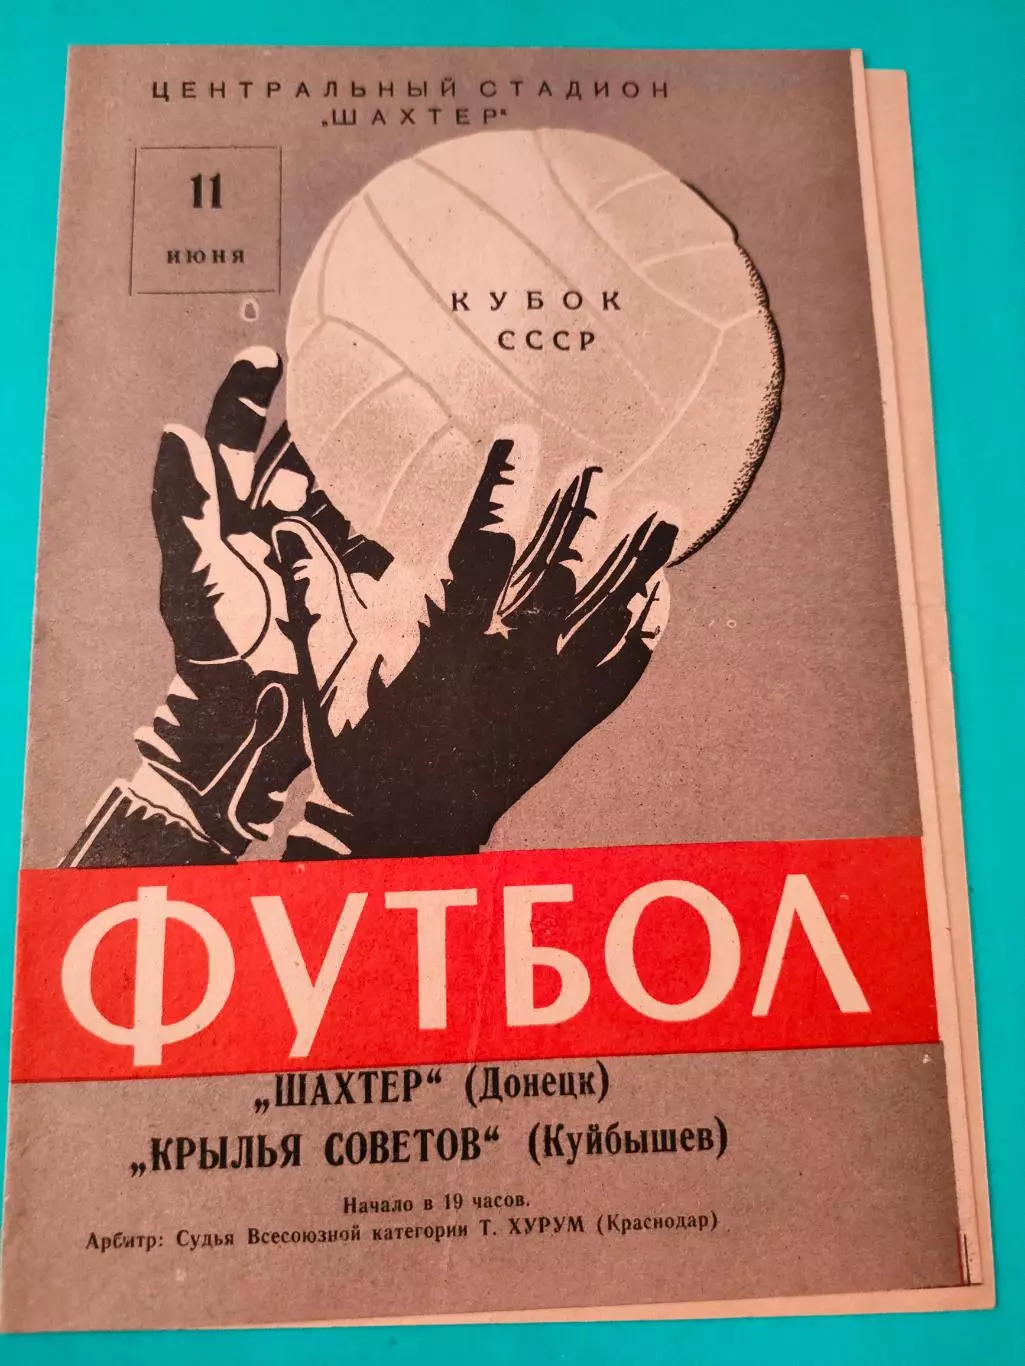 ЦЕНТРАЛЬНЫЙ СТАДИОН
„ШАХТЕР“
11
ИЮНЯ
КУБОК
СССР
ФУТБОЛ
„ШАХТЕР“ (Донецк)
„КРЫЛЬЯ СОВЕТОВ“ (Куйбышев)
Начало в 19 часов.
Арбитр: Судья Всесоюзной категории Т. ХУРУМ (Краснодар)